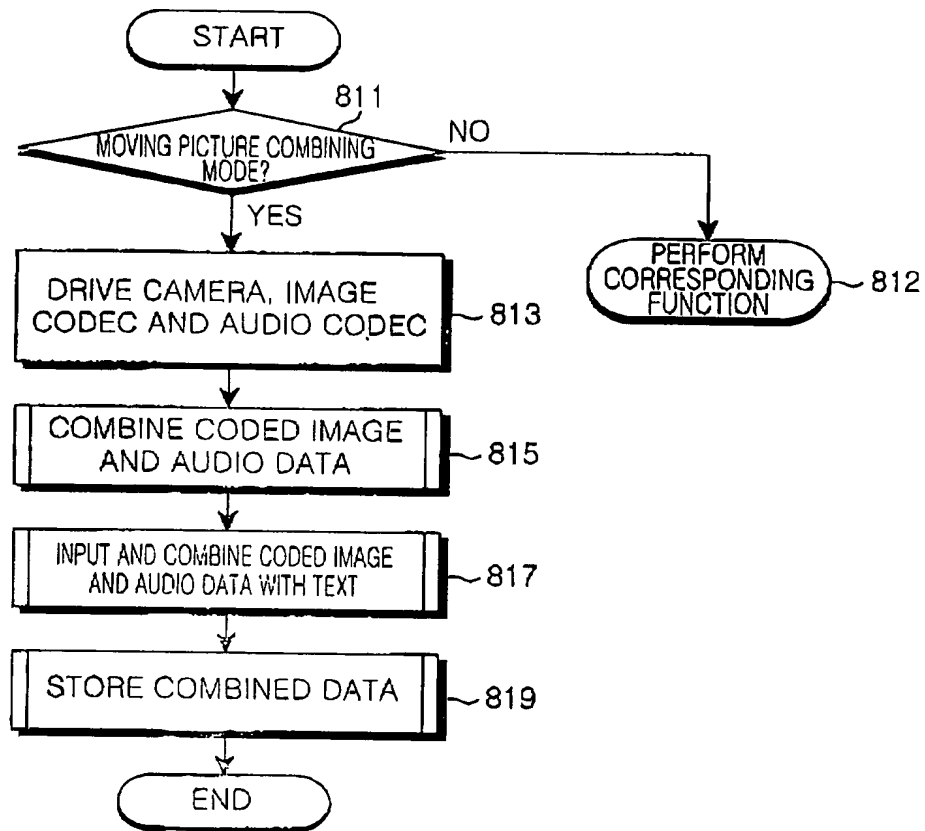 START
811
MOVING PICTURE COMBINING
MODE?
NO
YES
PERFORM
CORRESPONDING
FUNCTION
812
DRIVE CAMERA, IMAGE
CODEC AND AUDIO CODEC
813
COMBINE CODED IMAGE
AND AUDIO DATA
815
INPUT AND COMBINE CODED IMAGE
AND AUDIO DATA WITH TEXT
817
STORE COMBINED DATA
819
END